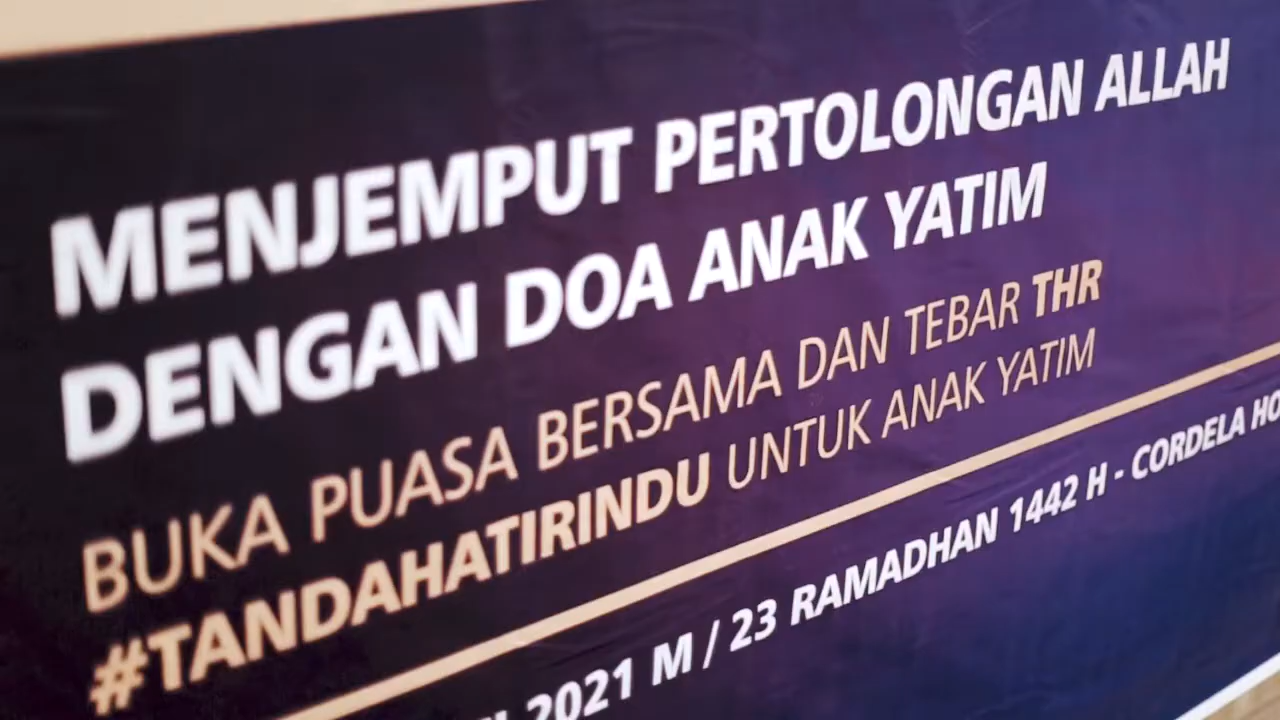 MENJEMPUT PERTOLONGAN ALLAH
DENGAN DOA ANAK YATIM
BUKA PUASA BERSAMA DAN TEBAR THR
#TANDAHATIRINDU UNTUK ANAK YATIM
2021 M / 23 RAMADHAN 1442 H - CORDELA